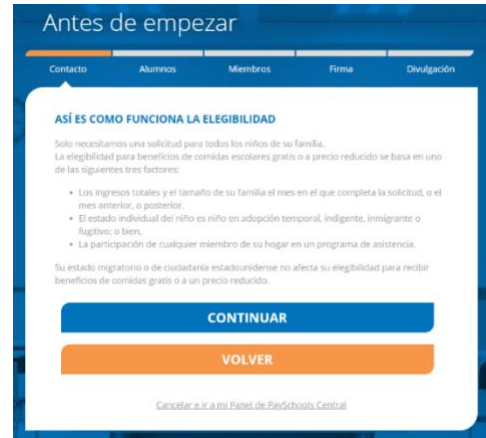 Antes de empezar
Contacto Alumnos Miembros Firma Divulgación
ASÍ ES COMO FUNCIONA LA ELEGIBILIDAD
Solo necesitamos una solicitud para todos los niños de su familia.
La elegibilidad para beneficios de comidas escolares gratis o a precio reducido se basa en uno
de las siguientes tres factores:
• Los ingresos totales y el tamaño de su familia el mes en el que completa la solicitud, o el
mes anterior, o posterior.
• El estado individual del niño es niño en adopción temporal, indigente, inmigrante o
fugitivo; o bien,
• La participación de cualquier miembro de su hogar en un programa de asistencia.
Su estado migratorio o de ciudadanía estadounidense no afecta su elegibilidad para recibir
beneficios de comidas gratis o a un precio reducido.
CONTINUAR
VOLVER
Cancelar e ir a mi Panel de PaySchools Central